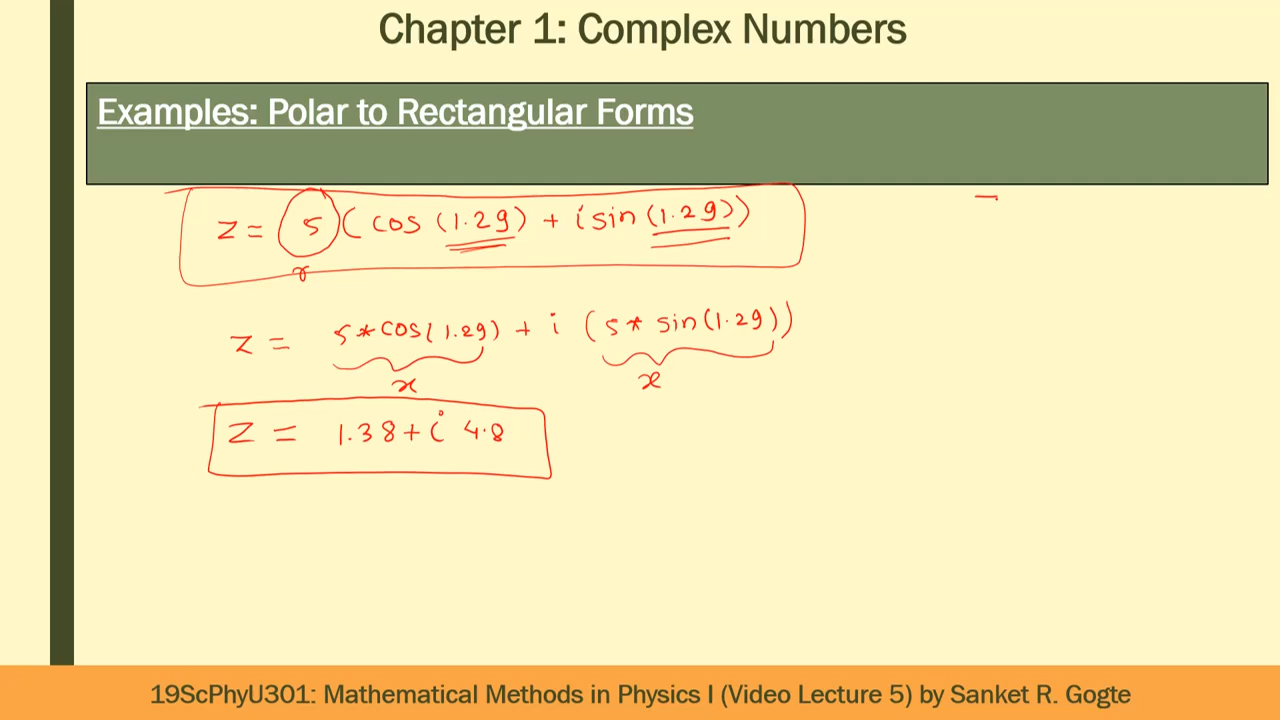 Chapter 1: Complex Numbers
Examples: Polar to Rectangular Forms
z = 5 ( cos (1.29) + i sin (1.29))
r
z = 5 * cos(1.29) + i (5 * sin(1.29))
x x
z = 1.38 + i 4.8
19ScPhyU301: Mathematical Methods in Physics I (Video Lecture 5) by Sanket R. Gogte